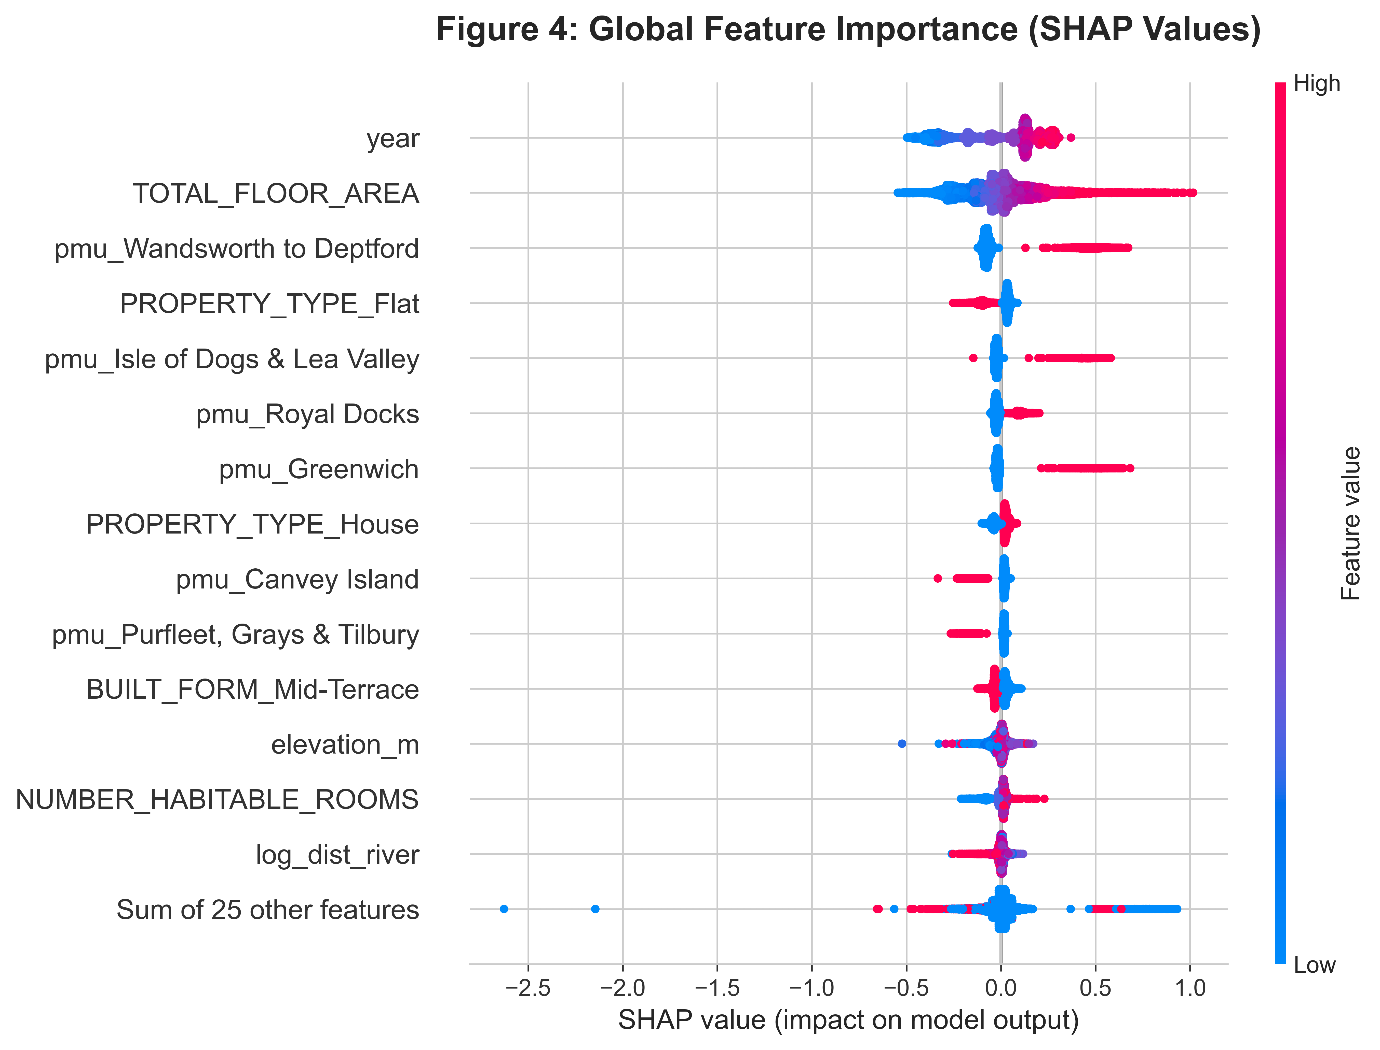 Figure 4: Global Feature Importance (SHAP Values)
High
year
TOTAL_FLOOR_AREA
pmu_Wandsworth to Deptford
PROPERTY_TYPE_Flat
pmu_Isle of Dogs & Lea Valley
pmu_Royal Docks
pmu_Greenwich
PROPERTY_TYPE_House
pmu_Canvey Island
pmu_Purfleet, Grays & Tilbury
BUILT_FORM_Mid-Terrace
elevation_m
NUMBER_HABITABLE_ROOMS
log_dist_river
Sum of 25 other features
Feature value
Low
−2.5 −2.0 −1.5 −1.0 −0.5 0.0 0.5 1.0
SHAP value (impact on model output)